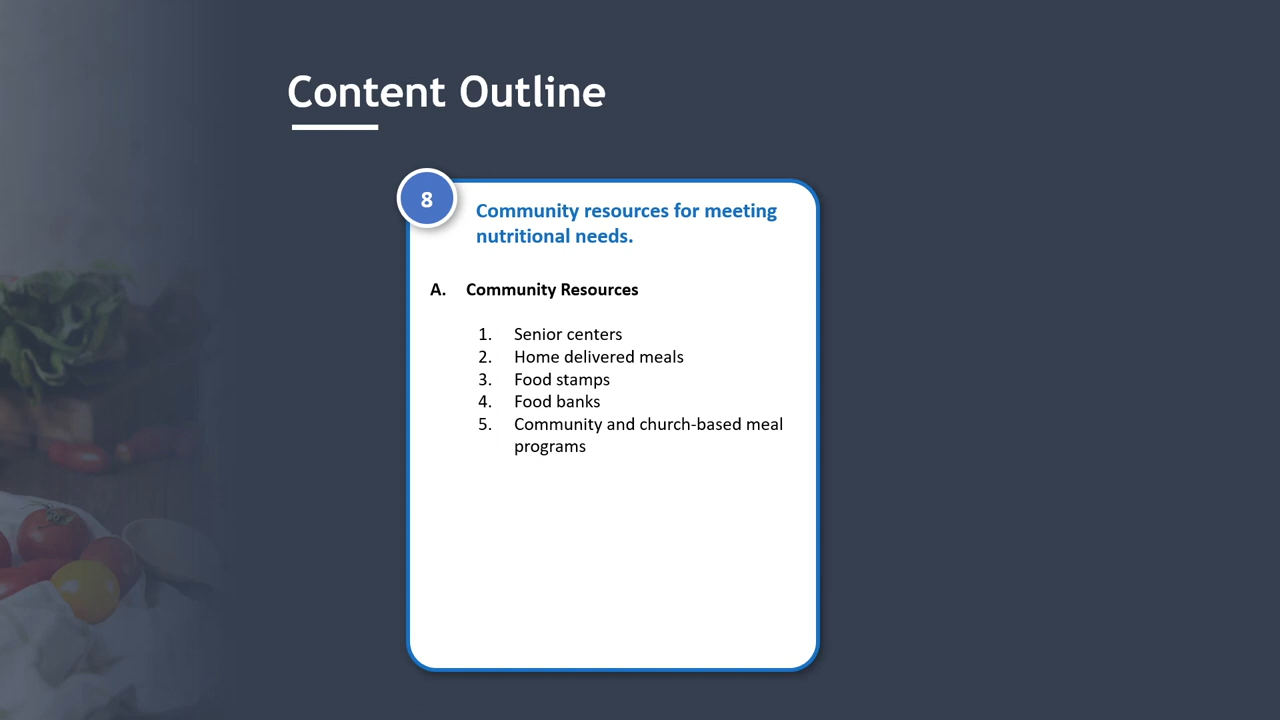 Content Outline
8
Community resources for meeting
nutritional needs.
A. Community Resources
1. Senior centers
2. Home delivered meals
3. Food stamps
4. Food banks
5. Community and church-based meal
programs